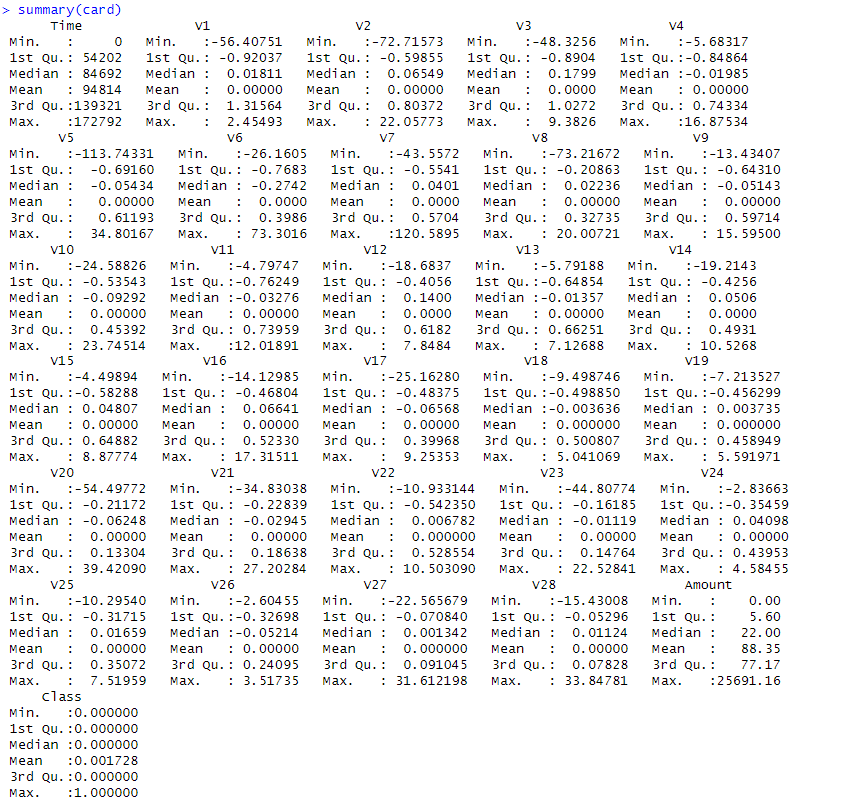 > summary(card)
Time V1 V2 V3 V4
Min. : 0 Min. :-56.40751 Min. :-72.71573 Min. :-48.3256 Min. :-5.68317
1st Qu.: 54202 1st Qu.: -0.92037 1st Qu.: -0.59855 1st Qu.: -0.8904 1st Qu.:-0.84864
Median : 84692 Median : 0.01811 Median : 0.06549 Median : 0.1799 Median :-0.01985
Mean : 94814 Mean : 0.00000 Mean : 0.00000 Mean : 0.0000 Mean : 0.00000
3rd Qu.:139321 3rd Qu.: 1.31564 3rd Qu.: 0.80372 3rd Qu.: 1.0272 3rd Qu.: 0.74334
Max. :172792 Max. : 2.45493 Max. : 22.05773 Max. : 9.3826 Max. :16.87534
V5 V6 V7 V8 V9
Min. :-113.74331 Min. :-26.1605 Min. :-43.5572 Min. :-73.21672 Min. :-13.43407
1st Qu.: -0.69160 1st Qu.: -0.7683 1st Qu.: -0.5541 1st Qu.: -0.20863 1st Qu.: -0.64310
Median : -0.05434 Median : -0.2742 Median : 0.0401 Median : 0.02236 Median : -0.05143
Mean : 0.00000 Mean : 0.0000 Mean : 0.0000 Mean : 0.00000 Mean : 0.00000
3rd Qu.: 0.61193 3rd Qu.: 0.3986 3rd Qu.: 0.5704 3rd Qu.: 0.32735 3rd Qu.: 0.59714
Max. : 34.80167 Max. : 73.3016 Max. :120.5895 Max. : 20.00721 Max. : 15.59500
V10 V11 V12 V13 V14
Min. :-24.58826 Min. :-4.79747 Min. :-18.6837 Min. :-5.79188 Min. :-19.2143
1st Qu.: -0.53543 1st Qu.:-0.76249 1st Qu.: -0.4056 1st Qu.:-0.64854 1st Qu.: -0.4256
Median : -0.09292 Median :-0.03276 Median : 0.1400 Median :-0.01357 Median : 0.0506
Mean : 0.00000 Mean : 0.00000 Mean : 0.0000 Mean : 0.00000 Mean : 0.0000
3rd Qu.: 0.45392 3rd Qu.: 0.73959 3rd Qu.: 0.6182 3rd Qu.: 0.66251 3rd Qu.: 0.4931
Max. : 23.74514 Max. :12.01891 Max. : 7.8484 Max. : 7.12688 Max. : 10.5268
V15 V16 V17 V18 V19
Min. :-4.49894 Min. :-14.12985 Min. :-25.16280 Min. :-9.498746 Min. :-7.213527
1st Qu.:-0.58288 1st Qu.: -0.46804 1st Qu.: -0.48375 1st Qu.:-0.498850 1st Qu.:-0.456299
Median : 0.04807 Median : 0.06641 Median : -0.06568 Median :-0.003636 Median : 0.003735
Mean : 0.00000 Mean : 0.00000 Mean : 0.00000 Mean : 0.000000 Mean : 0.000000
3rd Qu.: 0.64882 3rd Qu.: 0.52330 3rd Qu.: 0.39968 3rd Qu.: 0.500807 3rd Qu.: 0.458949
Max. : 8.87774 Max. : 17.31511 Max. : 9.25353 Max. : 5.041069 Max. : 5.591971
V20 V21 V22 V23 V24
Min. :-54.49772 Min. :-34.83038 Min. :-10.933144 Min. :-44.80774 Min. :-2.83663
1st Qu.: -0.21172 1st Qu.: -0.22839 1st Qu.: -0.542350 1st Qu.: -0.16185 1st Qu.:-0.35459
Median : -0.06248 Median : -0.02945 Median : 0.006782 Median : -0.01119 Median : 0.04098
Mean : 0.00000 Mean : 0.00000 Mean : 0.000000 Mean : 0.00000 Mean : 0.00000
3rd Qu.: 0.13304 3rd Qu.: 0.18638 3rd Qu.: 0.528554 3rd Qu.: 0.14764 3rd Qu.: 0.43953
Max. : 39.42090 Max. : 27.20284 Max. : 10.503090 Max. : 22.52841 Max. : 4.58455
V25 V26 V27 V28 Amount
Min. :-10.29540 Min. :-2.60455 Min. :-22.565679 Min. :-15.43008 Min. : 0.00
1st Qu.: -0.31715 1st Qu.:-0.32698 1st Qu.: -0.070840 1st Qu.: -0.05296 1st Qu.: 5.60
Median : 0.01659 Median :-0.05214 Median : 0.001342 Median : 0.01124 Median : 22.00
Mean : 0.00000 Mean : 0.00000 Mean : 0.000000 Mean : 0.00000 Mean : 88.35
3rd Qu.: 0.35072 3rd Qu.: 0.24095 3rd Qu.: 0.091045 3rd Qu.: 0.07828 3rd Qu.: 77.17
Max. : 7.51959 Max. : 3.51735 Max. : 31.612198 Max. : 33.84781 Max. :25691.16
Class
Min. :0.000000
1st Qu.:0.000000
Median :0.000000
Mean :0.001728
3rd Qu.:0.000000
Max. :1.000000